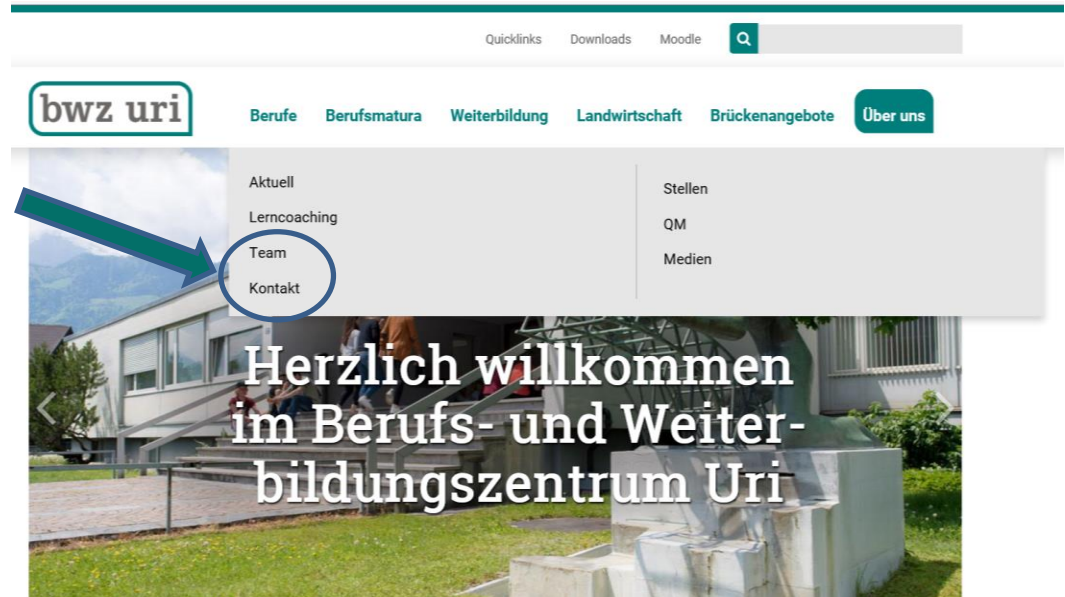 Quicklinks Downloads Moodle
bwz uri
Berufe Berufsmatura Weiterbildung Landwirtschaft Brückenangebote Über uns
Aktuell
Lerncoaching
Team
Kontakt
Stellen
QM
Medien
Herzlich willkommen
im Berufs- und Weiter-
bildungszentrum Uri